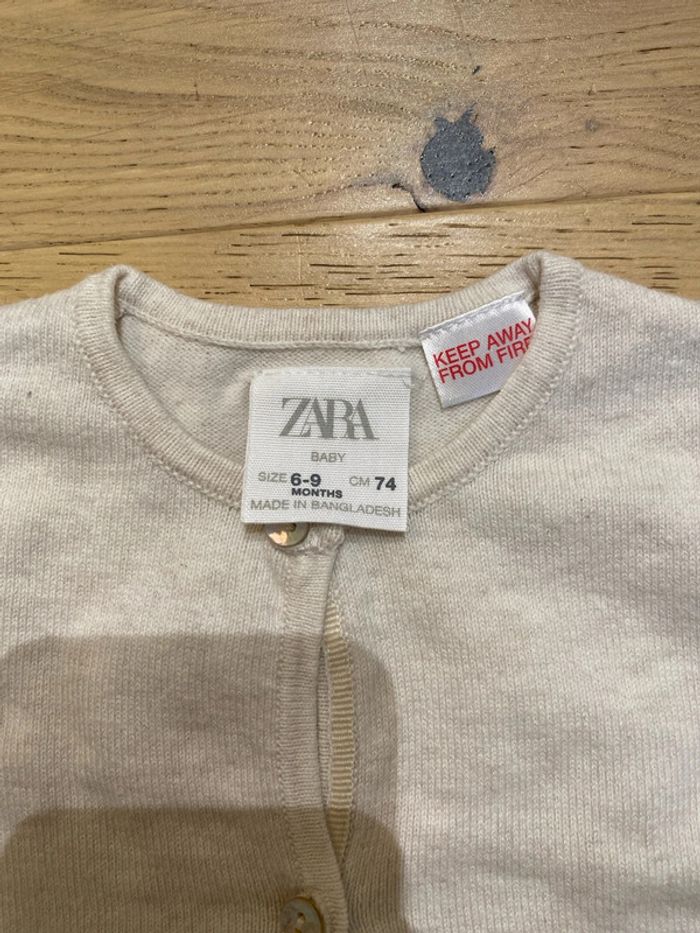 KEEP AWAY
FROM FIRE
ZARA
BABY
SIZE 6-9 CM 74
MONTHS
MADE IN BANGLADESH